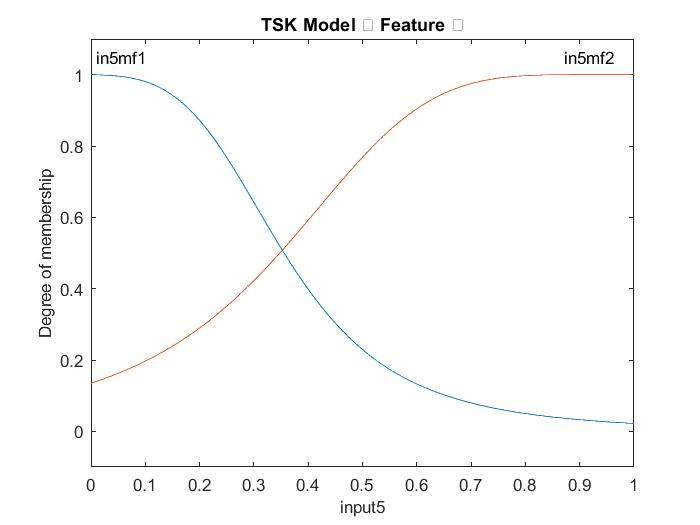 TSK Model Feature
in5mf1 in5mf2
1
0.8
0.6
0.4
0.2
0
Degree of membership
0 0.1 0.2 0.3 0.4 0.5 0.6 0.7 0.8 0.9 1
input5